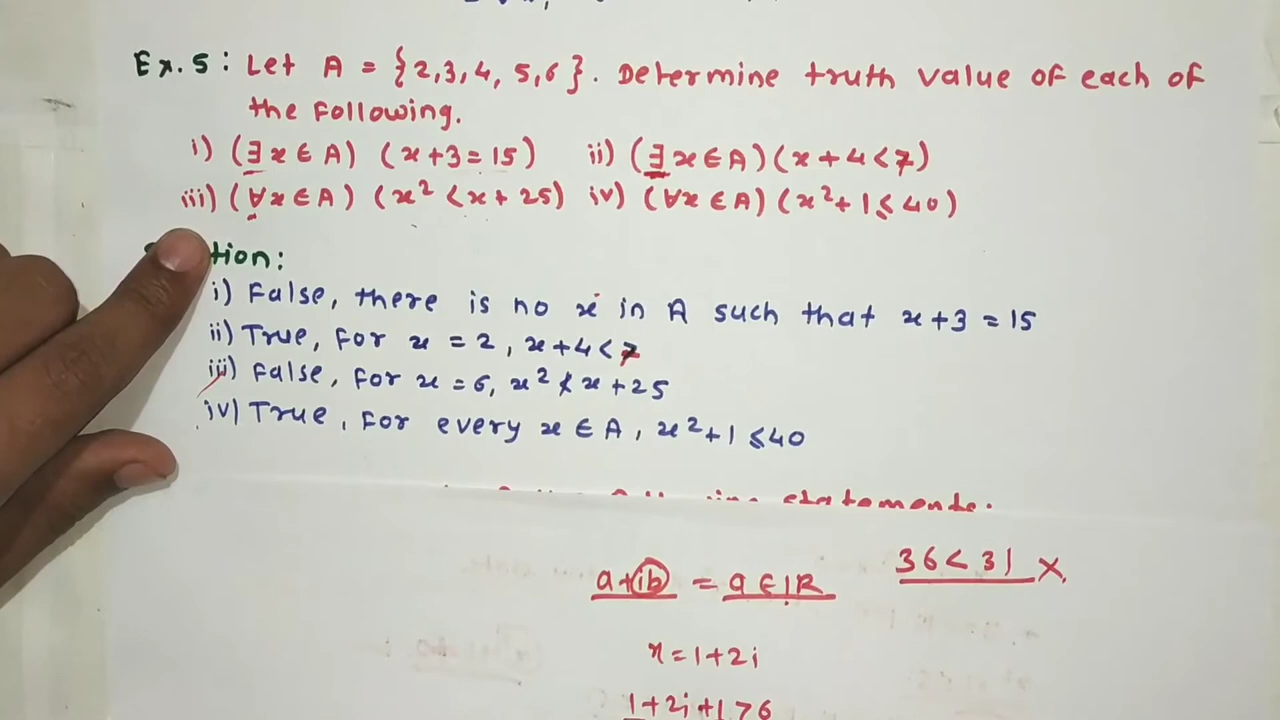 Ex. 5 : Let A = {2,3,4, 5,6}. Determine truth value of each of
the following.
i) (∃x ∈ A) (x+3=15) ii) (∃x∈A)(x+4<7)
iii) (∀x∈A) (x² <x+25) iv) (∀x ∈A)(x²+1≤40)
tion:
i) False, there is no x in A such that x+3=15
ii) True, for x = 2, x+4<7
iii) False, for x = 6, x² ≮ x+25
iv) True, for every x ∈ A, x²+1 ≤40
36<31 X
a+ib = a∈IR
x=1+2i
1+2i+1>6